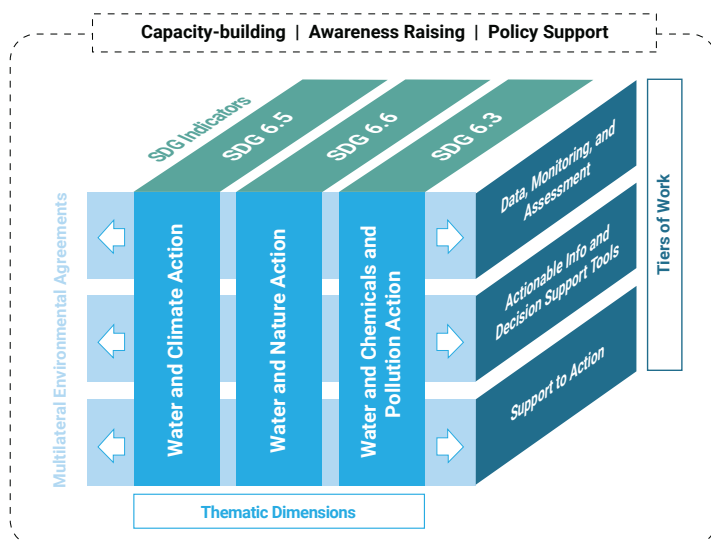 Capacity-building | Awareness Raising | Policy Support
SDG Indicators
SDG 6.5
SDG 6.6
SDG 6.3
Multilateral Environmental Agreements
Water and Climate Action
Water and Nature Action
Water and Chemicals and
Pollution Action
Data, Monitoring, and
Assessment
Actionable Info and
Decision Support Tools
Support to Action
Tiers of Work
Thematic Dimensions